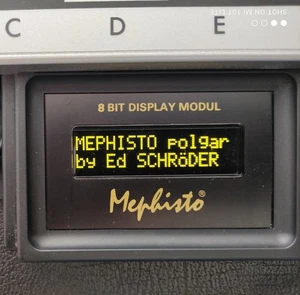 C D E
8 BIT DISPLAY MODUL
MEPHISTO polgar
by Ed SCHRöDER
Mephisto®